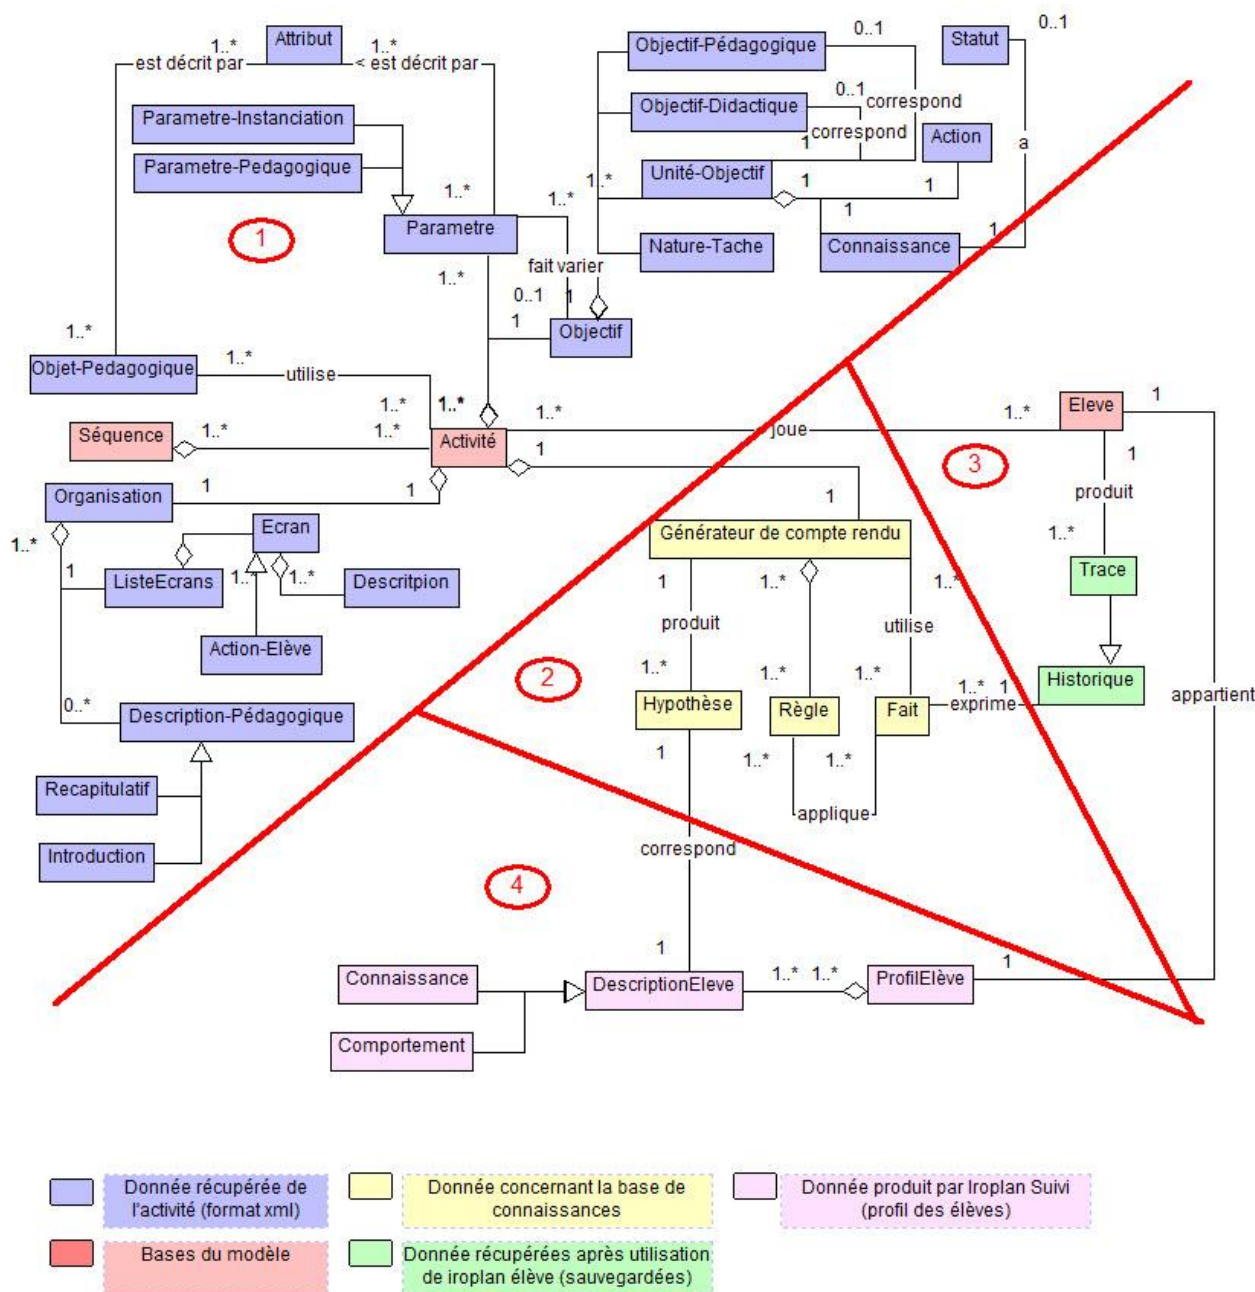 Attribut
1..*
1..*
est décrit par
< est décrit par
Parametre-Instanciation
Parametre-Pedagogique
1..*
1..*
Parametre
1
fait varier
1..*
0..1
1
1
Objectif
Objectif-Pédagogique
0..1
Statut
0..1
Objectif-Didactique
0..1
correspond
correspond
Action
1
a
Unité-Objectif
1..*
1
1
1
Nature-Tache
Connaissance
1
1..*
Objet-Pedagogique
1..*
utilise
1..*
1..*
1..*
Séquence
1..*
1..*
Activité
1
joue
1..*
Eleve
1
3
1
produit
1..*
Trace
Historique
appartient
Organisation
1
1
1..*
Ecran
1
ListeEcrans
1..*
1..*
Descritpion
Action-Elève
0..*
Description-Pédagogique
Recapitulatif
Introduction
1
Générateur de compte rendu
1
1..*
1..*
produit
utilise
2
1..*
1..*
1..*
1..*
1
exprime
Hypothèse
Règle
Fait
1
1..*
1..*
applique
correspond
4
1
1..*
1..*
1
Connaissance
DescriptionEleve
ProfilElève
Comportement
Donnée récupérée de
l'activité (format xml)
Donnée concernant la base de
connaissances
Donnée produit par Iroplan Suivi
(profil des élèves)
Bases du modèle
Donnée récupérées après utilisation
de iroplan élève (sauvegardées)